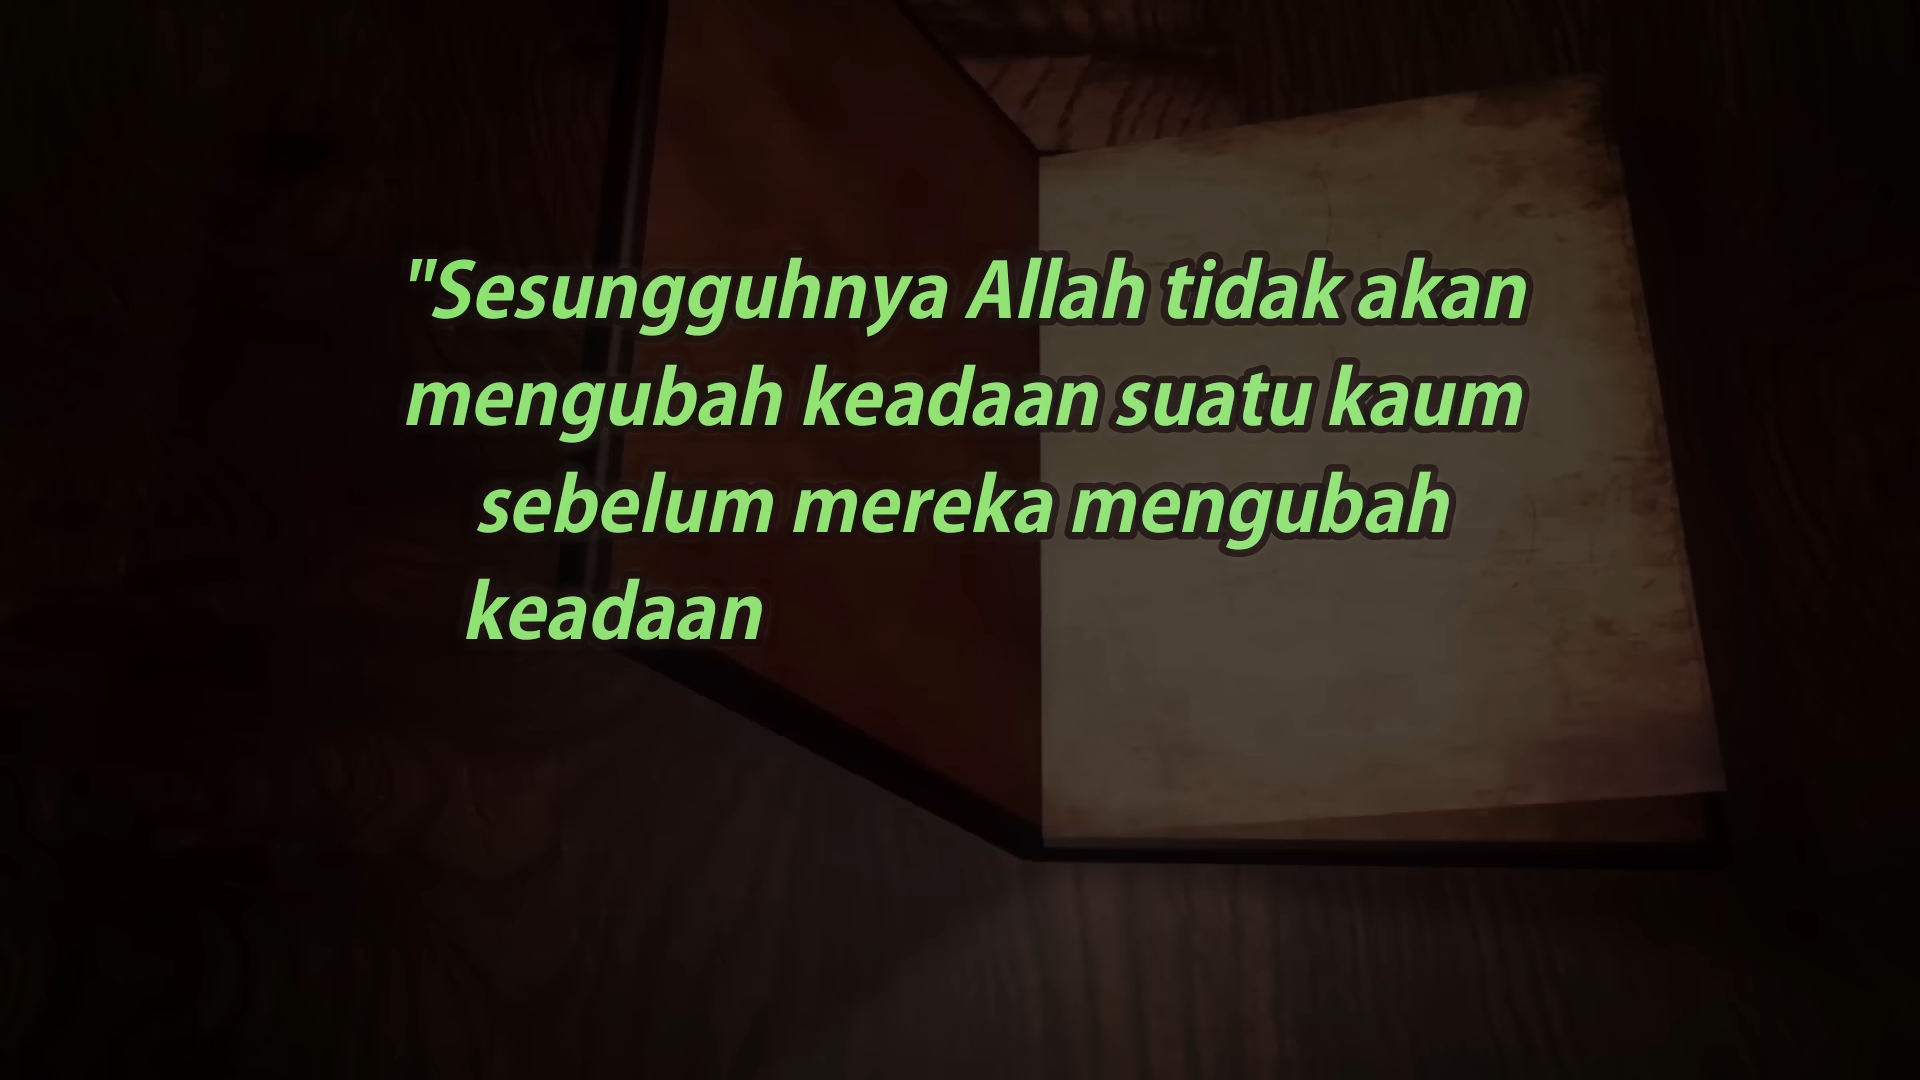 "Sesungguhnya Allah tidak akan
mengubah keadaan suatu kaum
sebelum mereka mengubah
keadaan